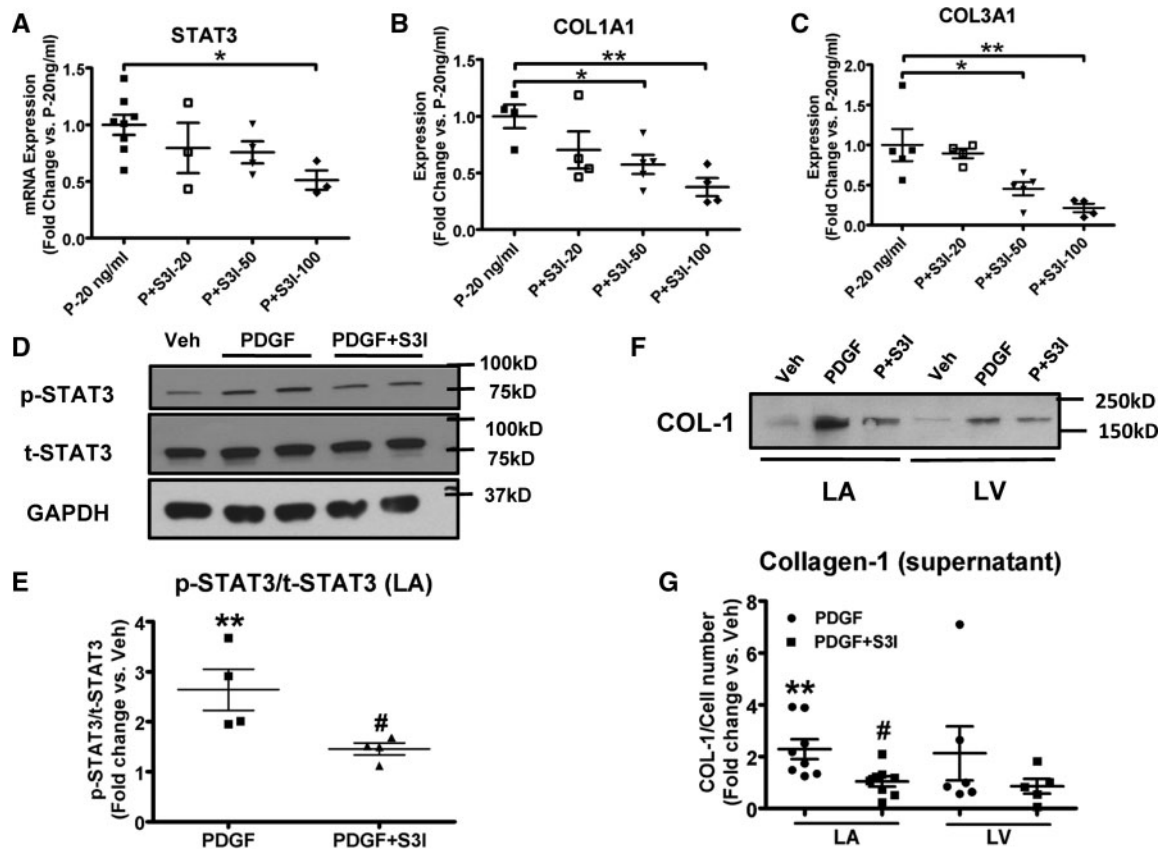 A
STAT3
mRNA Expression
(Fold Change vs. P-20ng/ml)
1.5
1.0
0.5
0.0
*
P-20 ng/ml
P+S3I-20
P+S3I-50
P+S3I-100
B
COL1A1
Expression
(Fold Change vs. P-20ng/ml)
1.5
1.0
0.5
0.0
**
*
P-20 ng/ml
P+S3I-20
P+S3I-50
P+S3I-100
C
COL3A1
Expression
(Fold Change vs. P-20ng/ml)
2.0
1.5
1.0
0.5
0.0
**
*
P-20 ng/ml
P+S3I-20
P+S3I-50
P+S3I-100
D
Veh PDGF PDGF+S3I
p-STAT3
100kD
75kD
t-STAT3
100kD
75kD
GAPDH
37kD
E
p-STAT3/t-STAT3 (LA)
p-STAT3/t-STAT3
(Fold change vs. Veh)
4
3
2
1
0
**
#
PDGF PDGF+S3I
F
Veh PDGF P+S3I Veh PDGF P+S3I
COL-1
250kD
150kD
LA LV
G
Collagen-1 (supernatant)
COL-1/Cell number
(Fold change vs. Veh)
8
6
4
2
0
PDGF
PDGF+S3I
**
#
LA LV